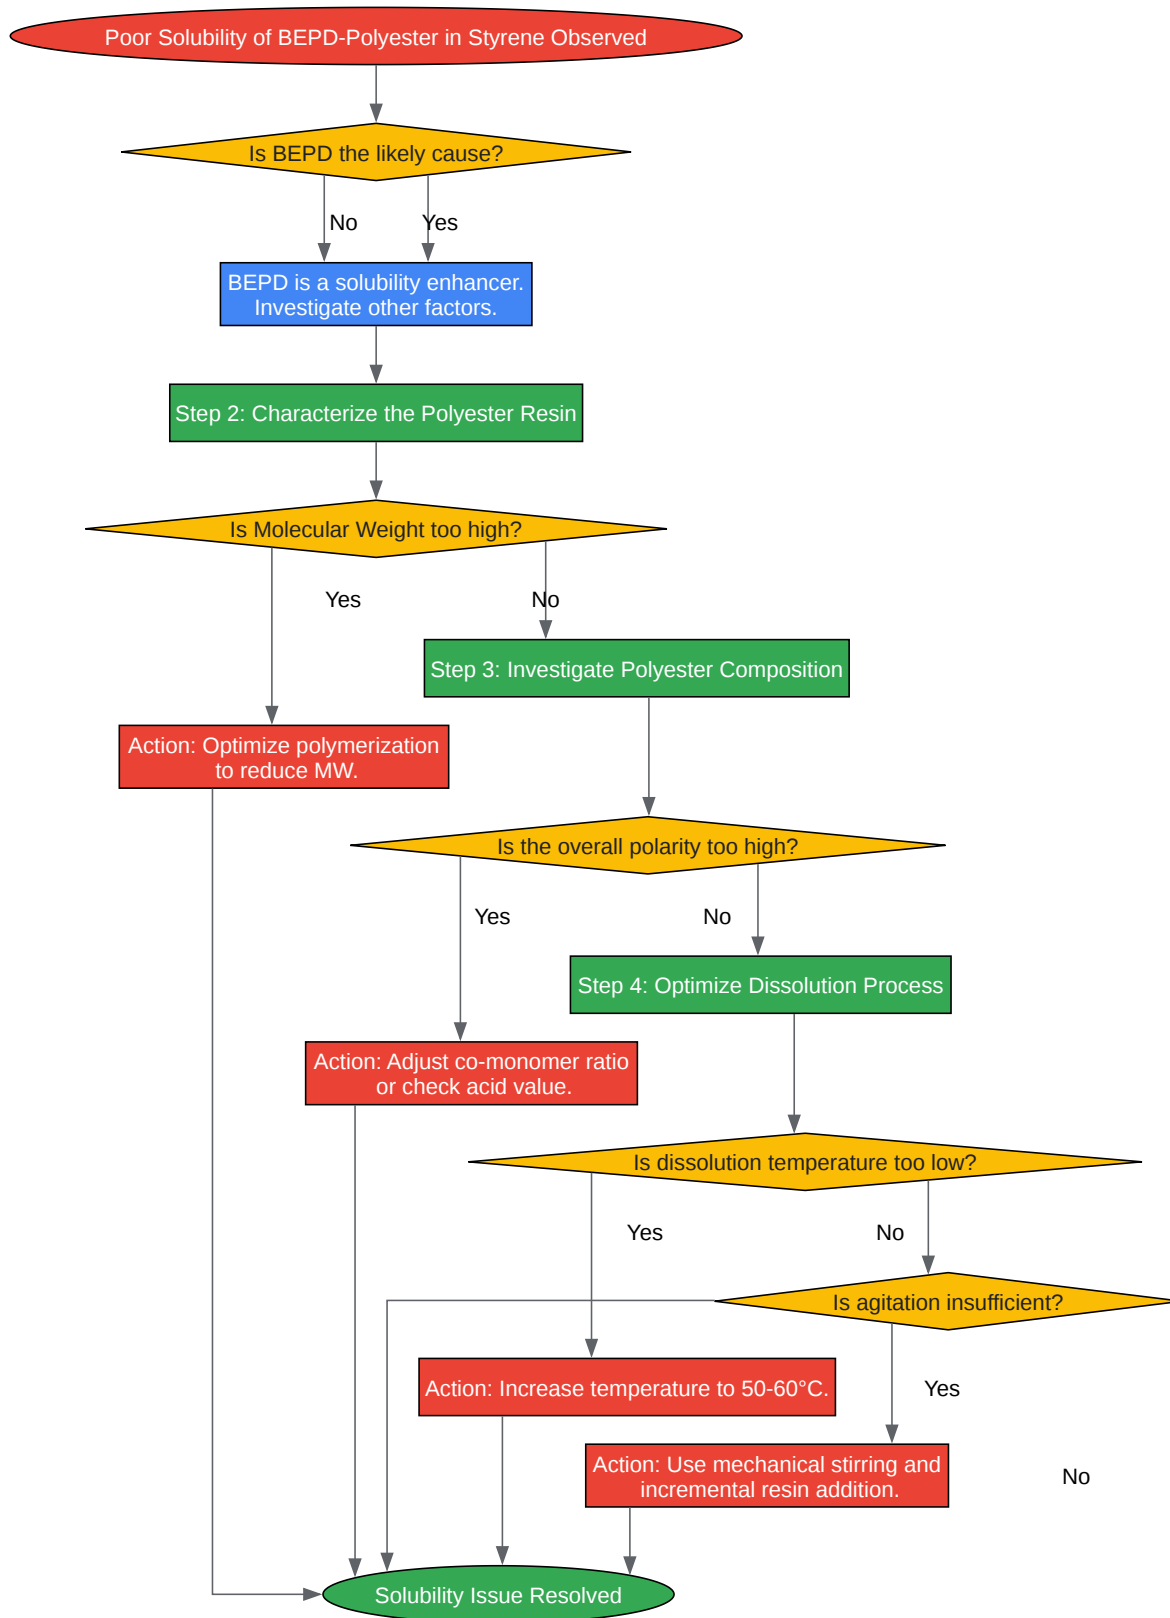 Poor Solubility of BEPD-Polyester in Styrene Observed
Is BEPD the likely cause?
No
Yes
BEPD is a solubility enhancer.
Investigate other factors.
Step 2: Characterize the Polyester Resin
Is Molecular Weight too high?
Yes
No
Step 3: Investigate Polyester Composition
Action: Optimize polymerization
to reduce MW.
Is the overall polarity too high?
Yes
No
Step 4: Optimize Dissolution Process
Action: Adjust co-monomer ratio
or check acid value.
Is dissolution temperature too low?
Yes
No
Is agitation insufficient?
Action: Increase temperature to 50-60°C.
Yes
Action: Use mechanical stirring and
incremental resin addition.
No
Solubility Issue Resolved